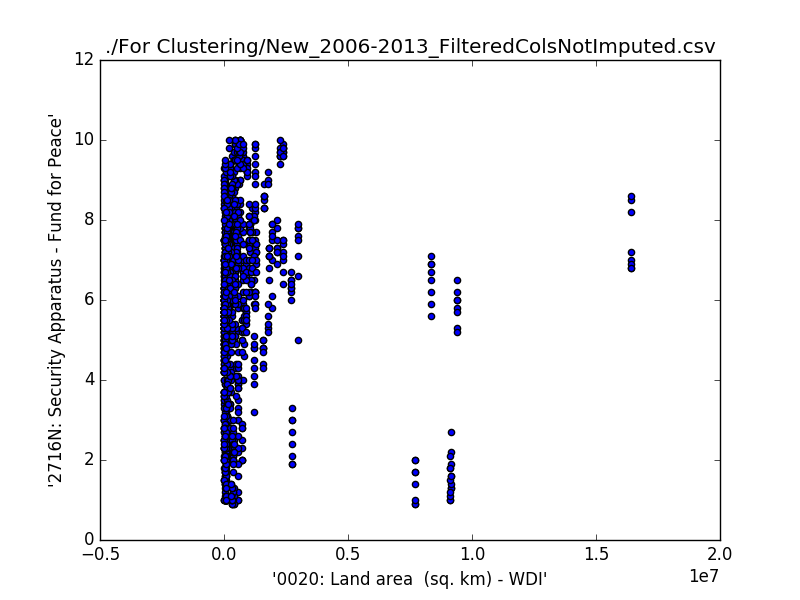 ./For Clustering/New_2006-2013_FilteredColsNotImputed.csv
12
10
8
6
4
2
0
'2716N: Security Apparatus - Fund for Peace'
−0.5 0.0 0.5 1.0 1.5 2.0
1e7
'0020: Land area  (sq. km) - WDI'